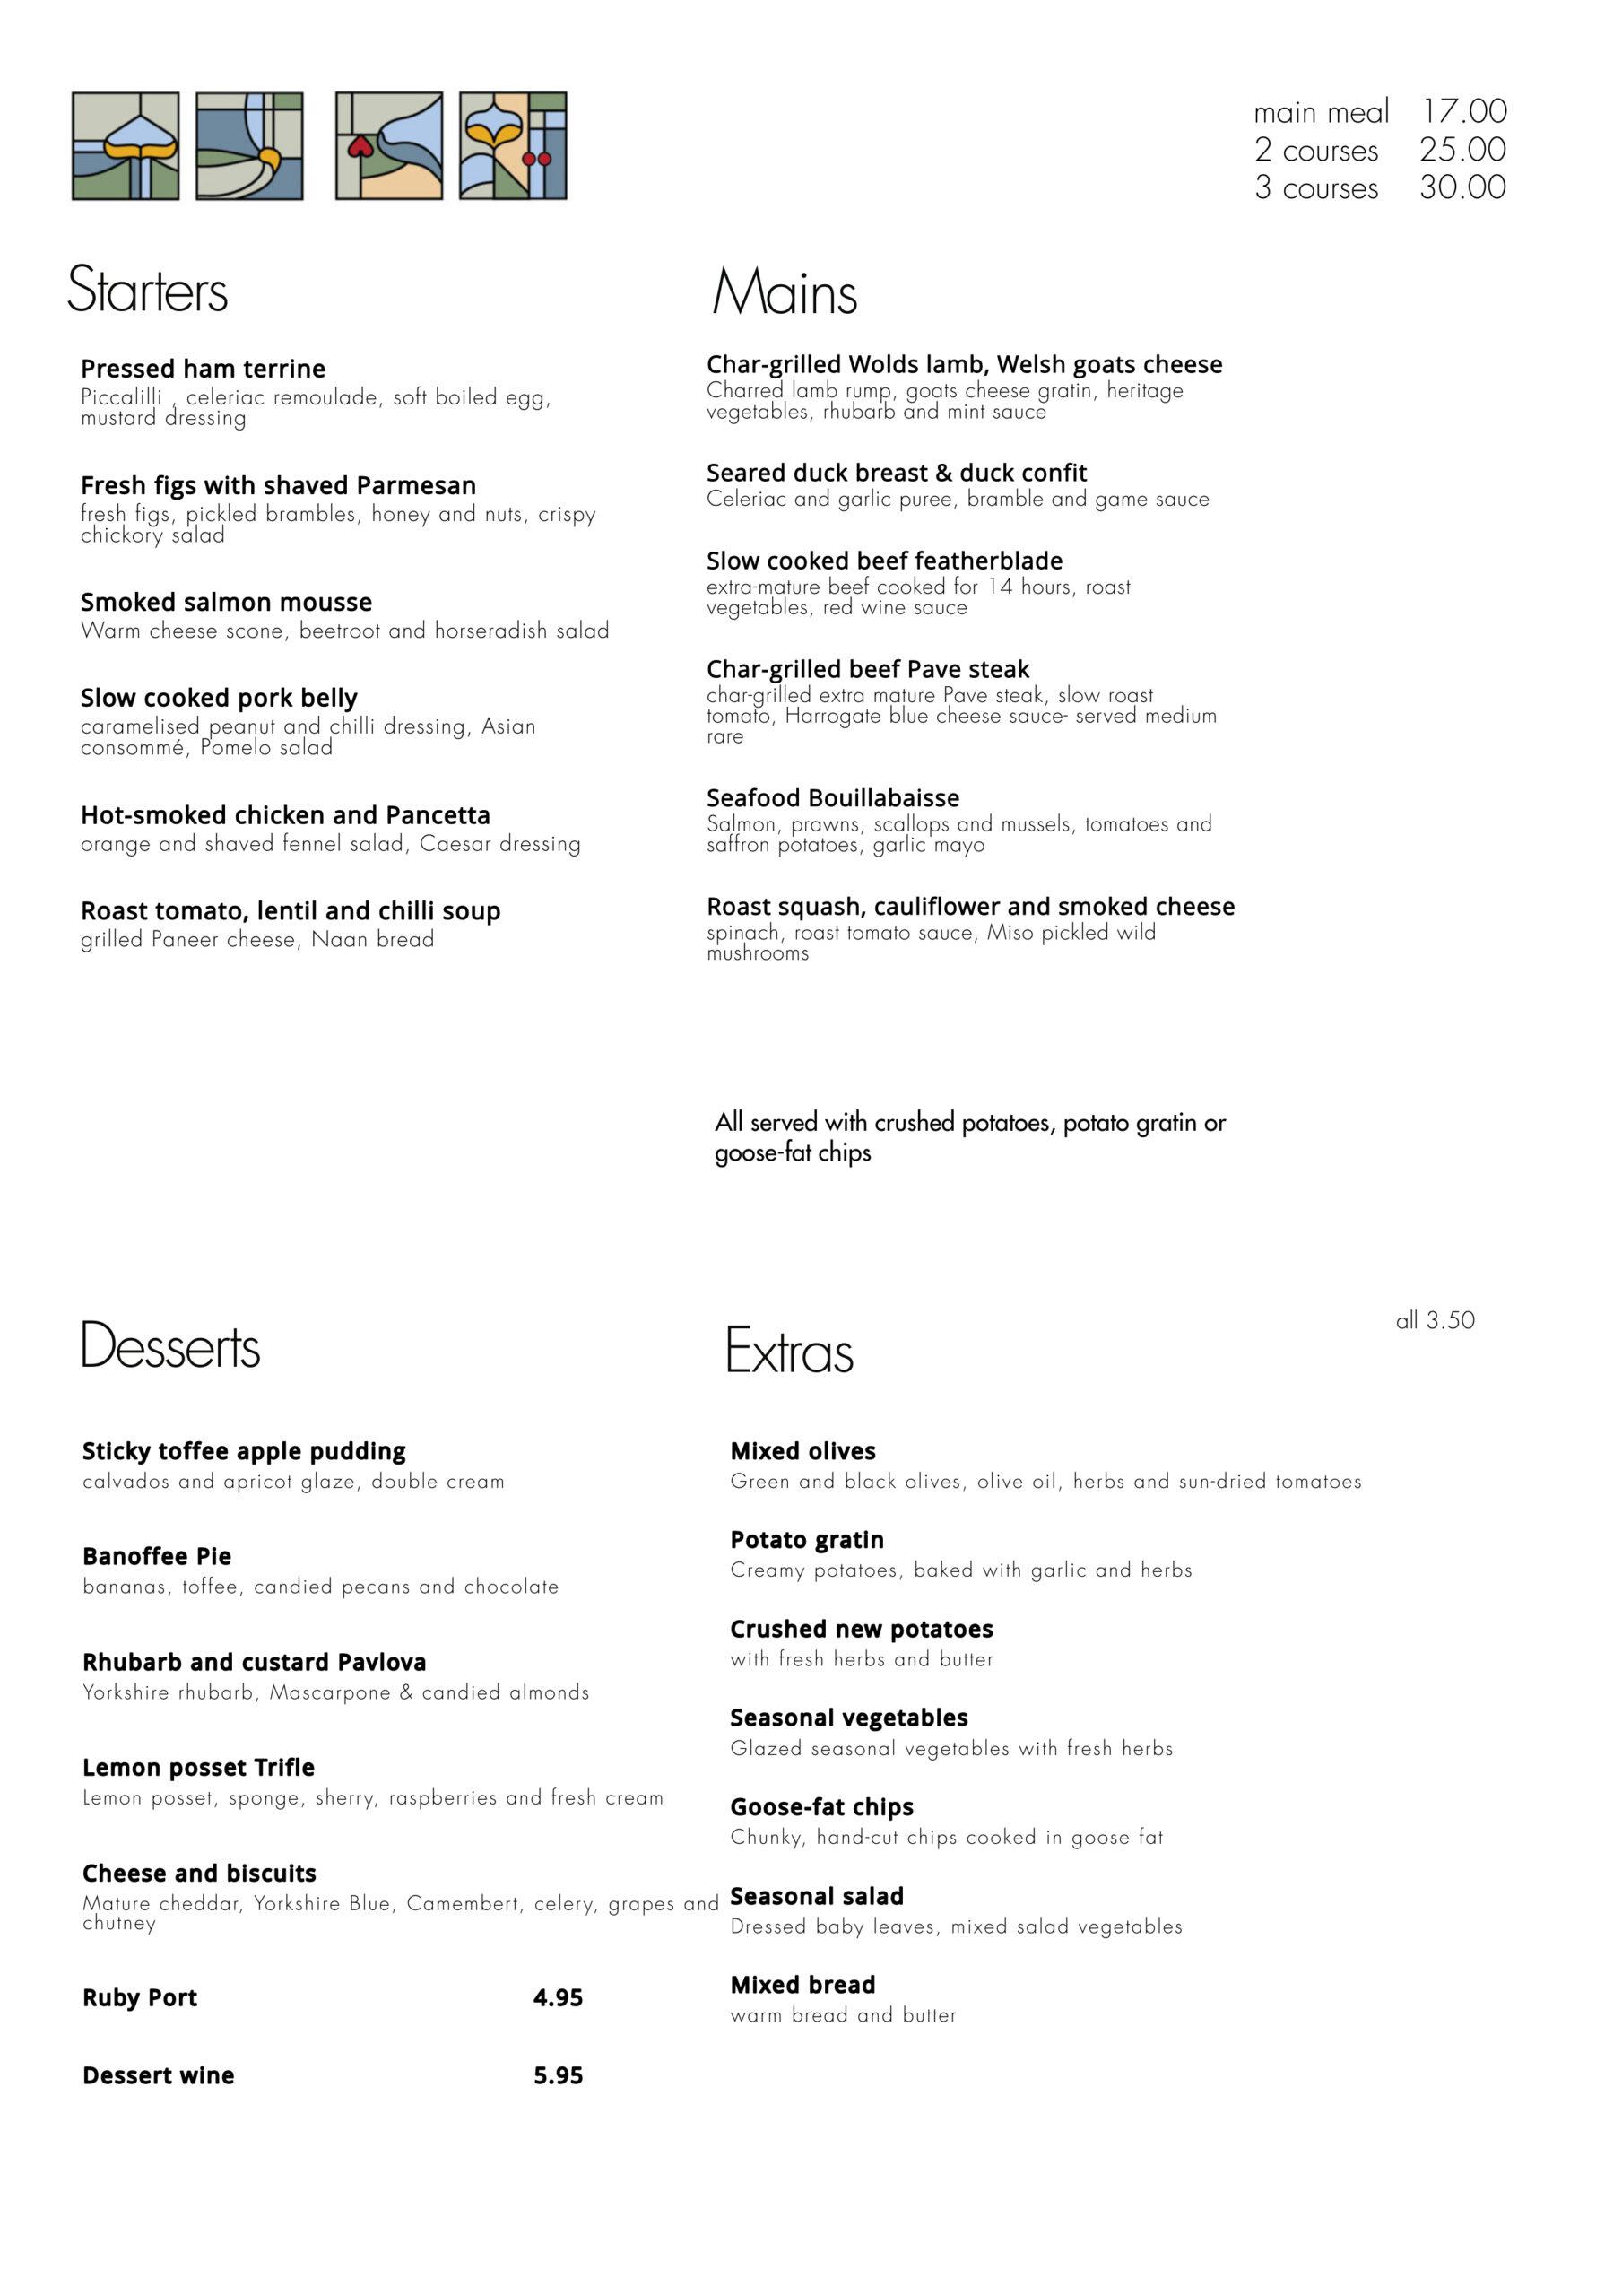 main meal 17.00
2 courses 25.00
3 courses 30.00
Starters
Pressed ham terrine
Piccalilli , celeriac remoulade, soft boiled egg,
mustard dressing
Fresh figs with shaved Parmesan
fresh figs, pickled brambles, honey and nuts, crispy
chickory salad
Smoked salmon mousse
Warm cheese scone, beetroot and horseradish salad
Slow cooked pork belly
caramelised peanut and chilli dressing, Asian
consommé, Pomelo salad
Hot-smoked chicken and Pancetta
orange and shaved fennel salad, Caesar dressing
Roast tomato, lentil and chilli soup
grilled Paneer cheese, Naan bread
Mains
Char-grilled Wolds lamb, Welsh goats cheese
Charred lamb rump, goats cheese gratin, heritage
vegetables, rhubarb and mint sauce
Seared duck breast & duck confit
Celeriac and garlic puree, bramble and game sauce
Slow cooked beef featherblade
extra-mature beef cooked for 14 hours, roast
vegetables, red wine sauce
Char-grilled beef Pave steak
char-grilled extra mature Pave steak, slow roast
tomato, Harrogate blue cheese sauce- served medium
rare
Seafood Bouillabaisse
Salmon, prawns, scallops and mussels, tomatoes and
saffron potatoes, garlic mayo
Roast squash, cauliflower and smoked cheese
spinach, roast tomato sauce, Miso pickled wild
mushrooms
All served with crushed potatoes, potato gratin or
goose-fat chips
Desserts
Sticky toffee apple pudding
calvados and apricot glaze, double cream
Banoffee Pie
bananas, toffee, candied pecans and chocolate
Rhubarb and custard Pavlova
Yorkshire rhubarb, Mascarpone & candied almonds
Lemon posset Trifle
Lemon posset, sponge, sherry, raspberries and fresh cream
Cheese and biscuits
Mature cheddar, Yorkshire Blue, Camembert, celery, grapes and
chutney
Ruby Port 4.95
Dessert wine 5.95
Extras
all 3.50
Mixed olives
Green and black olives, olive oil, herbs and sun-dried tomatoes
Potato gratin
Creamy potatoes, baked with garlic and herbs
Crushed new potatoes
with fresh herbs and butter
Seasonal vegetables
Glazed seasonal vegetables with fresh herbs
Goose-fat chips
Chunky, hand-cut chips cooked in goose fat
Seasonal salad
Dressed baby leaves, mixed salad vegetables
Mixed bread
warm bread and butter